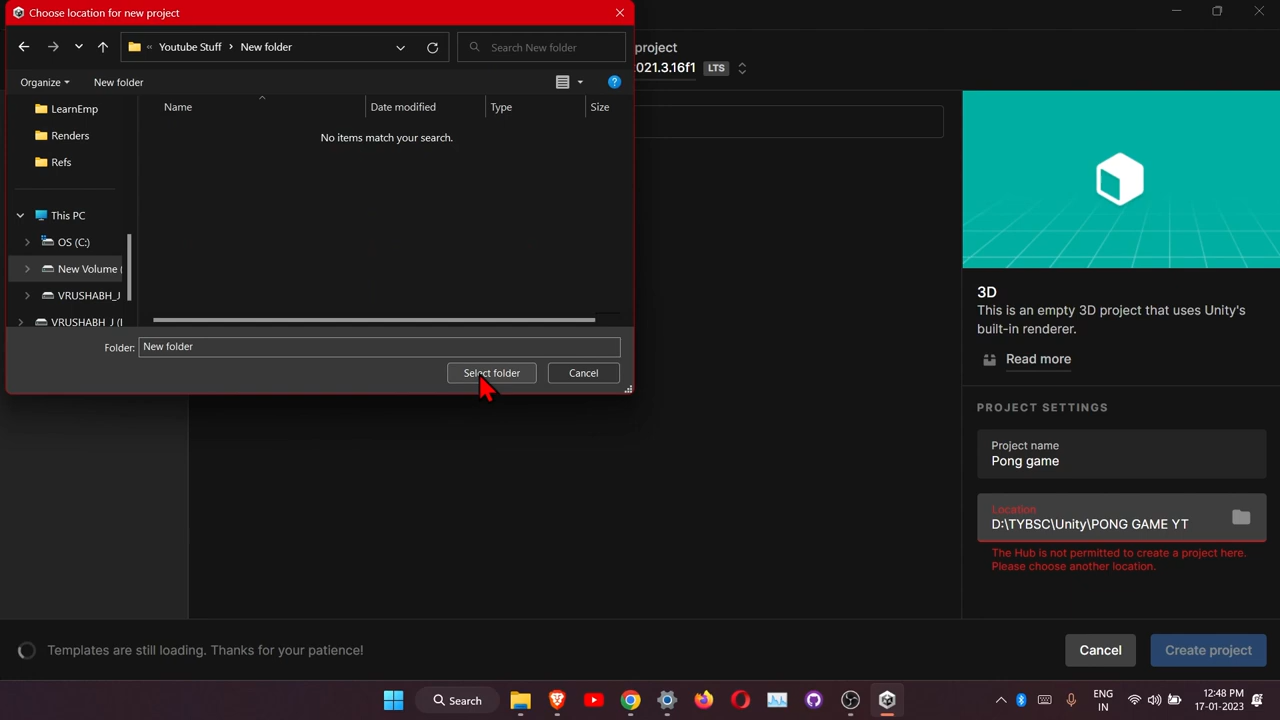 Choose location for new project
« Youtube Stuff > New folder
Search New folder
Organize
New folder
Name
Date modified
Type
Size
No items match your search.
LearnEmp
Renders
Refs
This PC
OS (C:)
New Volume (
VRUSHABH_J
VRUSHABH_J (I
Folder: New folder
Select folder
Cancel
project
021.3.16f1 LTS
3D
This is an empty 3D project that uses Unity's
built-in renderer.
Read more
PROJECT SETTINGS
Project name
Pong game
Location
D:\TYBSC\Unity\PONG GAME YT
The Hub is not permitted to create a project here.
Please choose another location.
Templates are still loading. Thanks for your patience!
Cancel
Create project
Search
ENG
IN
12:48 PM
17-01-2023